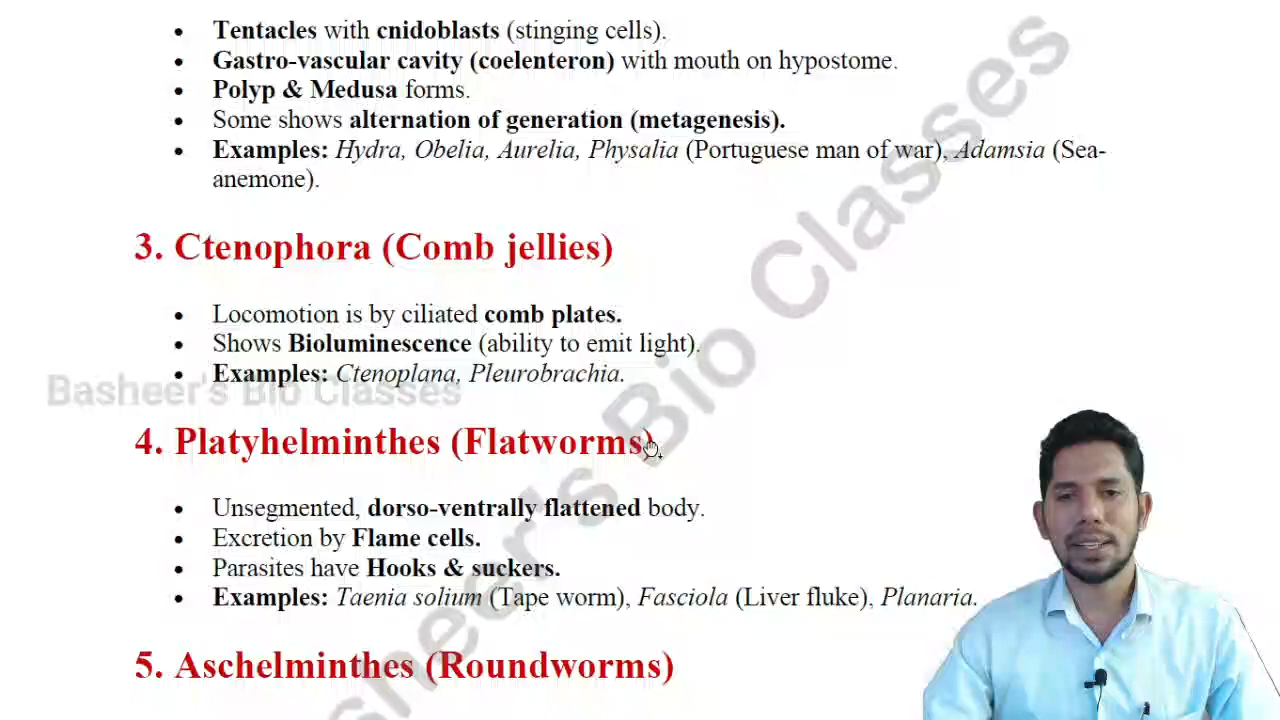 • Tentacles with cnidoblasts (stinging cells).
• Gastro-vascular cavity (coelenteron) with mouth on hypostome.
• Polyp & Medusa forms.
• Some shows alternation of generation (metagenesis).
• Examples: Hydra, Obelia, Aurelia, Physalia (Portuguese man of war), Adamsia (Sea-
anemone).
3. Ctenophora (Comb jellies)
• Locomotion is by ciliated comb plates.
• Shows Bioluminescence (ability to emit light).
• Examples: Ctenoplana, Pleurobrachia.
Basheer's Bio Classes
4. Platyhelminthes (Flatworms)
• Unsegmented, dorso-ventrally flattened body.
• Excretion by Flame cells.
• Parasites have Hooks & suckers.
• Examples: Taenia solium (Tape worm), Fasciola (Liver fluke), Planaria.
5. Aschelminthes (Roundworms)
sheer's Bio Classes